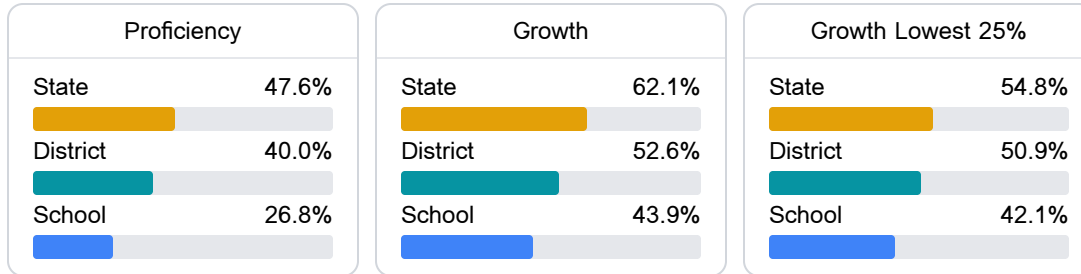 Proficiency
State 47.6%
District 40.0%
School 26.8%
Growth
State 62.1%
District 52.6%
School 43.9%
Growth Lowest 25%
State 54.8%
District 50.9%
School 42.1%